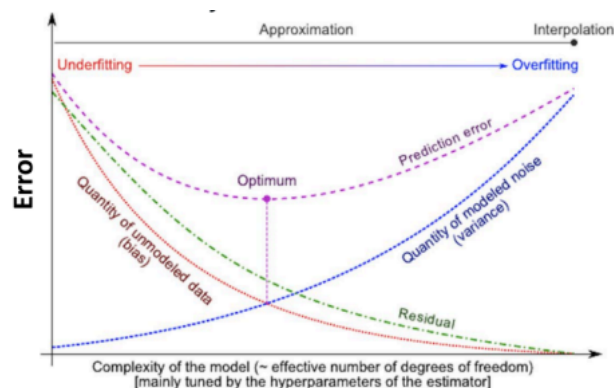 Approximation
Interpolation
Underfitting
Overfitting
Error
Optimum
Prediction error
Quantity of unmodeled data
(bias)
Quantity of modeled noise
(variance)
Residual
Complexity of the model (~ effective number of degrees of freedom)
[mainly tuned by the hyperparameters of the estimator]